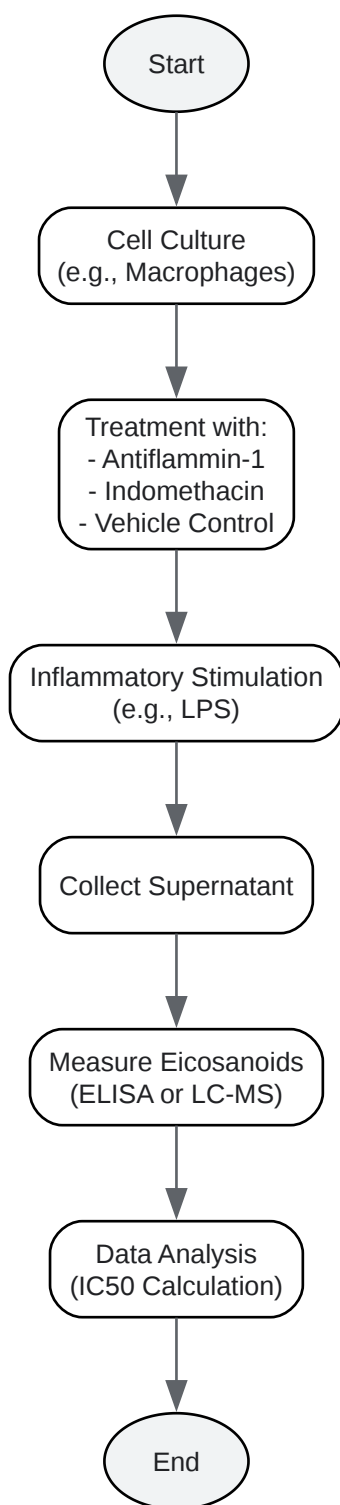 Start
Cell Culture
(e.g., Macrophages)
Treatment with:
- Antiflammin-1
- Indomethacin
- Vehicle Control
Inflammatory Stimulation
(e.g., LPS)
Collect Supernatant
Measure Eicosanoids
(ELISA or LC-MS)
Data Analysis
(IC50 Calculation)
End